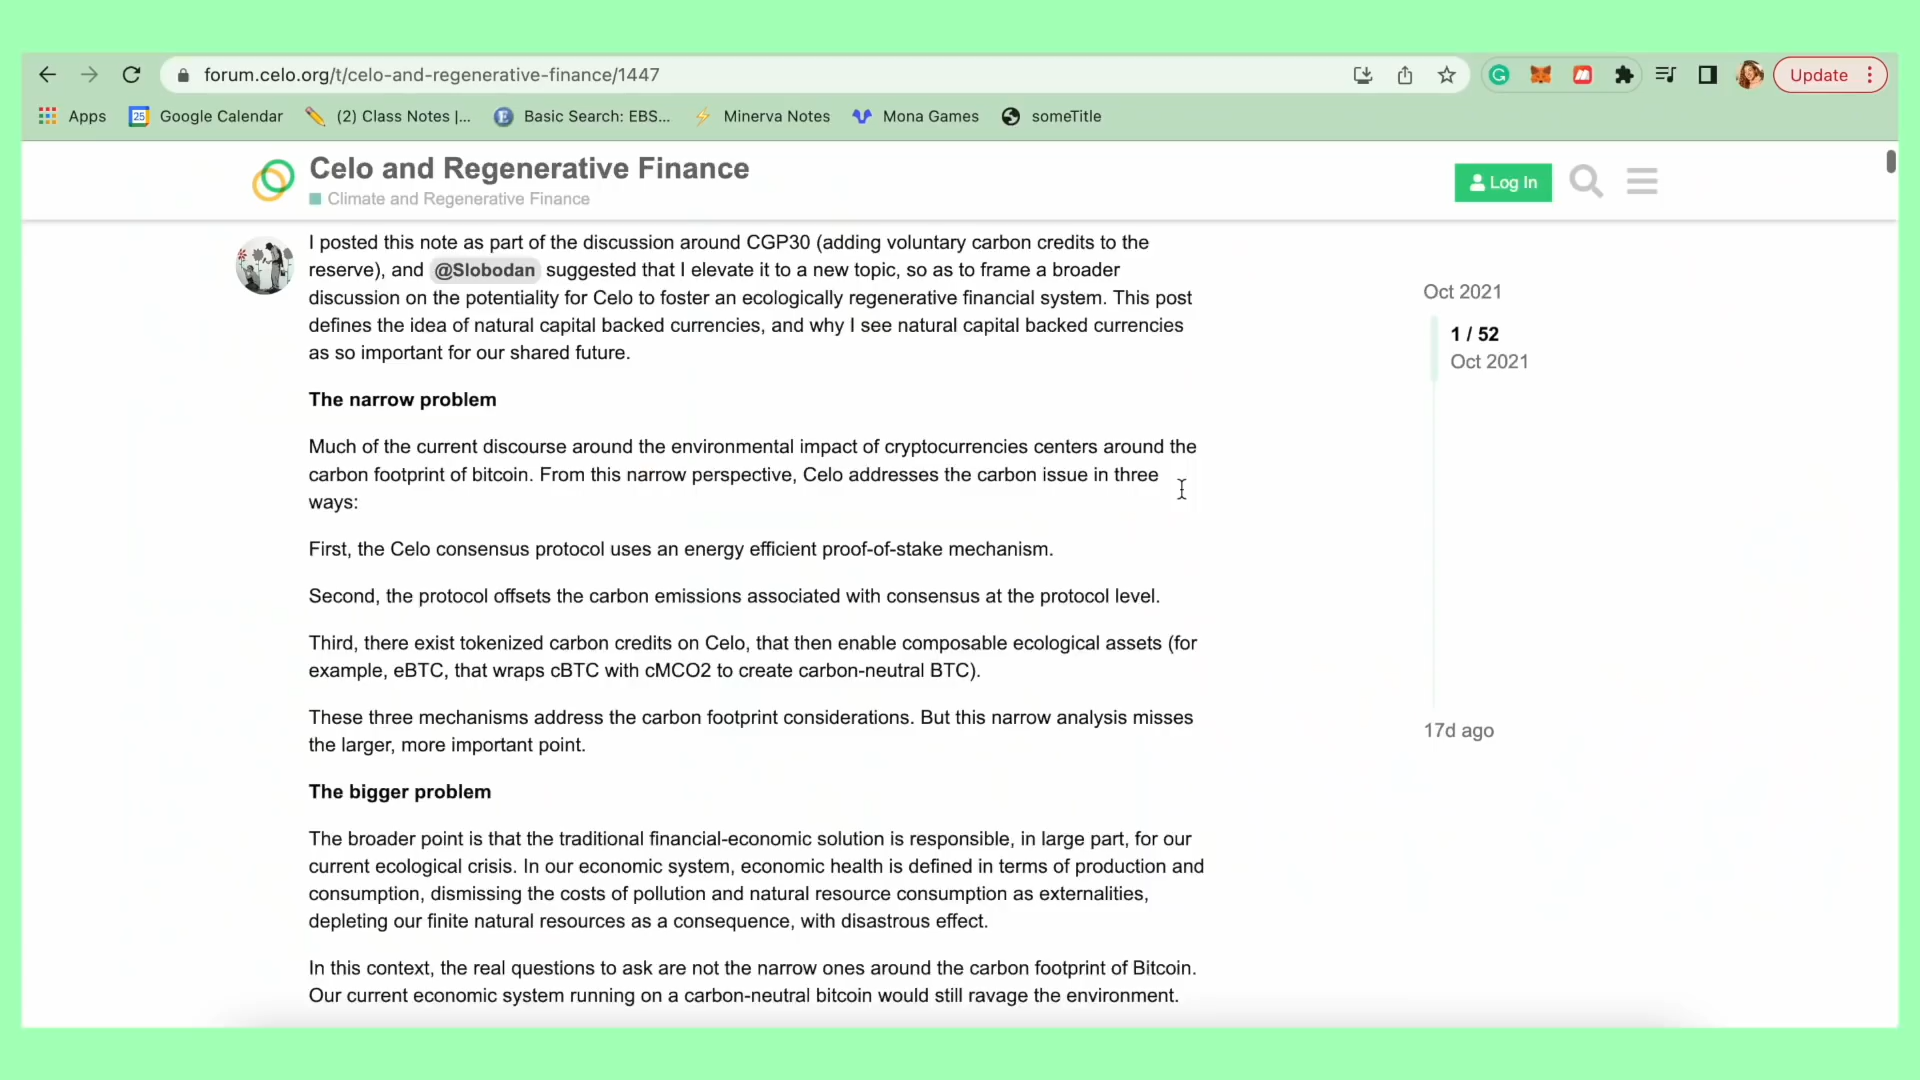 forum.celo.org/t/celo-and-regenerative-finance/1447
Update
Apps
25
Google Calendar
(2) Class Notes |...
Basic Search: EBS...
Minerva Notes
Mona Games
someTitle
Celo and Regenerative Finance
Climate and Regenerative Finance
Log In
I posted this note as part of the discussion around CGP30 (adding voluntary carbon credits to the
reserve), and @Slobodan suggested that I elevate it to a new topic, so as to frame a broader
discussion on the potentiality for Celo to foster an ecologically regenerative financial system. This post
defines the idea of natural capital backed currencies, and why I see natural capital backed currencies
as so important for our shared future.
The narrow problem
Much of the current discourse around the environmental impact of cryptocurrencies centers around the
carbon footprint of bitcoin. From this narrow perspective, Celo addresses the carbon issue in three
ways:
First, the Celo consensus protocol uses an energy efficient proof-of-stake mechanism.
Second, the protocol offsets the carbon emissions associated with consensus at the protocol level.
Third, there exist tokenized carbon credits on Celo, that then enable composable ecological assets (for
example, eBTC, that wraps cBTC with cMCO2 to create carbon-neutral BTC).
These three mechanisms address the carbon footprint considerations. But this narrow analysis misses
the larger, more important point.
The bigger problem
The broader point is that the traditional financial-economic solution is responsible, in large part, for our
current ecological crisis. In our economic system, economic health is defined in terms of production and
consumption, dismissing the costs of pollution and natural resource consumption as externalities,
depleting our finite natural resources as a consequence, with disastrous effect.
In this context, the real questions to ask are not the narrow ones around the carbon footprint of Bitcoin.
Our current economic system running on a carbon-neutral bitcoin would still ravage the environment.
Oct 2021
1 / 52
Oct 2021
17d ago